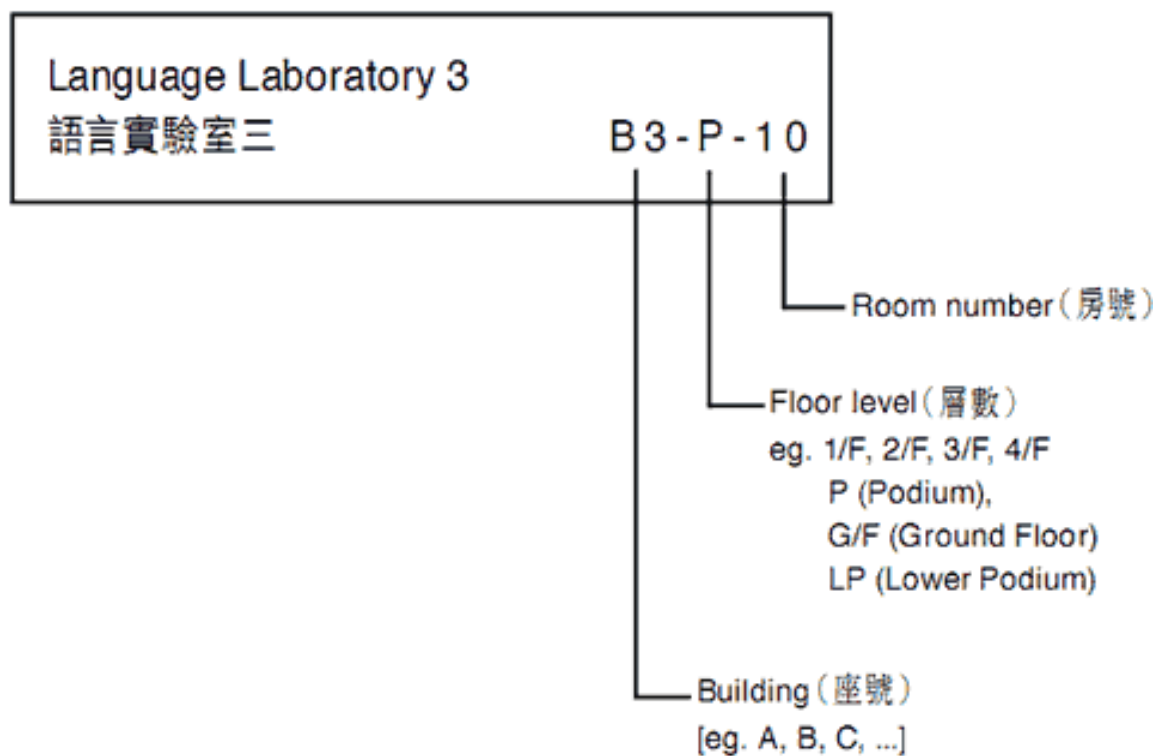 Language Laboratory 3
語言實驗室三 B3-P-10
Room number（房號）
Floor level（層數）
eg. 1/F, 2/F, 3/F, 4/F
P (Podium),
G/F (Ground Floor)
LP (Lower Podium)
Building（座號）
[eg. A, B, C, ...]